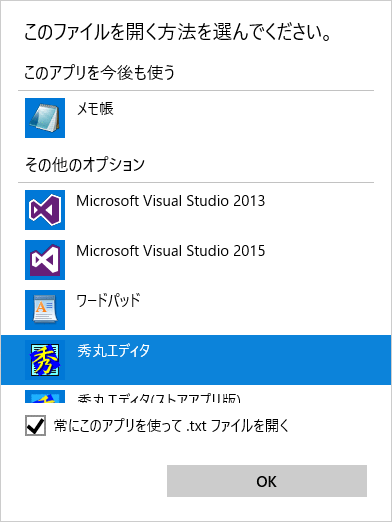 このファイルを開く方法を選んでください。
このアプリを今後も使う
メモ帳
その他のオプション
Microsoft Visual Studio 2013
Microsoft Visual Studio 2015
ワードパッド
秀
秀丸エディタ
秀丸エディタ(ストアアプリ版)
常にこのアプリを使って .txt ファイルを開く
OK